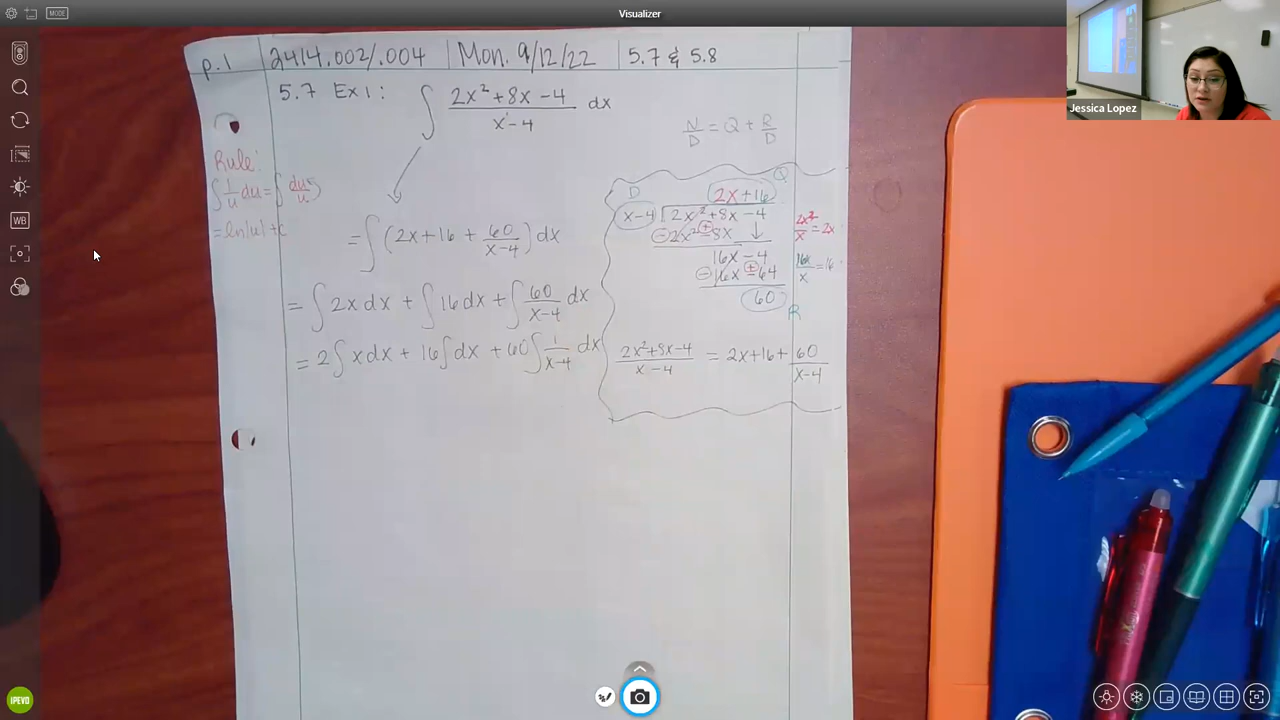 Visualizer
MODE
Jessica Lopez
p.1 2414.002/.004 Mon. 9/12/22 5.7 & 5.8
5.7 Ex 1: ∫ (2x² + 8x - 4)/(x - 4) dx
N/D = Q + R/D
Rule:
∫ 1/u du = ∫ du/u
= ln|u| + c
D Q
2x + 16
x-4 2x² + 8x - 4
⊖ 2x² ⊕ 8x ↓
16x - 4
⊖ 16x ⊕ 64
60
R
2x²/x = 2x
16x/x = 16
= ∫ (2x + 16 + 60/(x-4)) dx
= ∫ 2x dx + ∫ 16 dx + ∫ 60/(x-4) dx
= 2∫ x dx + 16∫ dx + 60∫ 1/(x-4) dx
(2x²+8x-4)/(x-4) = 2x+16+ 60/(x-4)
WB
IPEVO